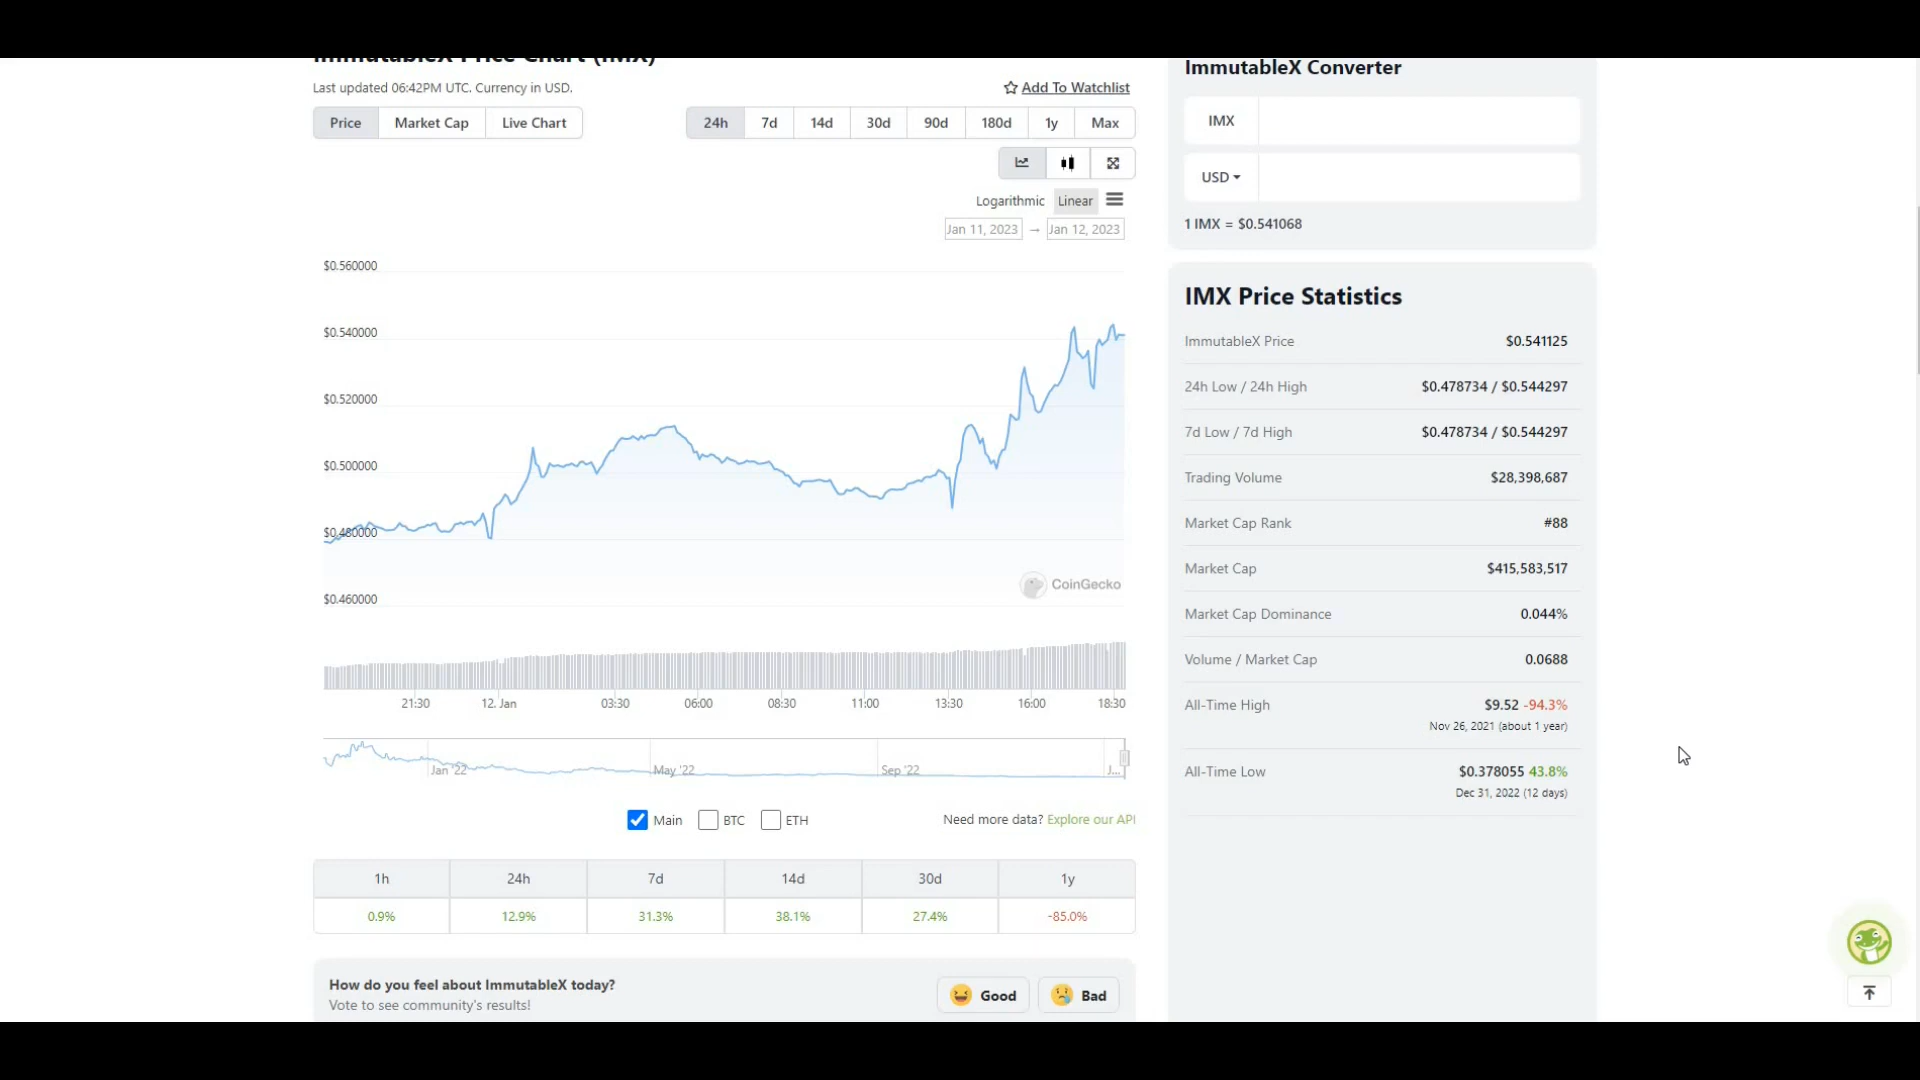 ImmutableX Price Chart (IMX)
Last updated 06:42PM UTC. Currency in USD.
Add To Watchlist
Price Market Cap Live Chart
24h 7d 14d 30d 90d 180d 1y Max
Logarithmic Linear
Jan 11, 2023 → Jan 12, 2023
$0.560000
$0.540000
$0.520000
$0.500000
$0.480000
$0.460000
CoinGecko
21:30 12. Jan 03:30 06:00 08:30 11:00 13:30 16:00 18:30
Jan '22 May '22 Sep '22 J...
Main BTC ETH
Need more data? Explore our API
1h 24h 7d 14d 30d 1y
0.9% 12.9% 31.3% 38.1% 27.4% -85.0%
How do you feel about ImmutableX today?
Vote to see community's results!
Good Bad
ImmutableX Converter
IMX
USD
1 IMX = $0.541068
IMX Price Statistics
ImmutableX Price $0.541125
24h Low / 24h High $0.478734 / $0.544297
7d Low / 7d High $0.478734 / $0.544297
Trading Volume $28,398,687
Market Cap Rank #88
Market Cap $415,583,517
Market Cap Dominance 0.044%
Volume / Market Cap 0.0688
All-Time High $9.52 -94.3%
Nov 26, 2021 (about 1 year)
All-Time Low $0.378055 43.8%
Dec 31, 2022 (12 days)